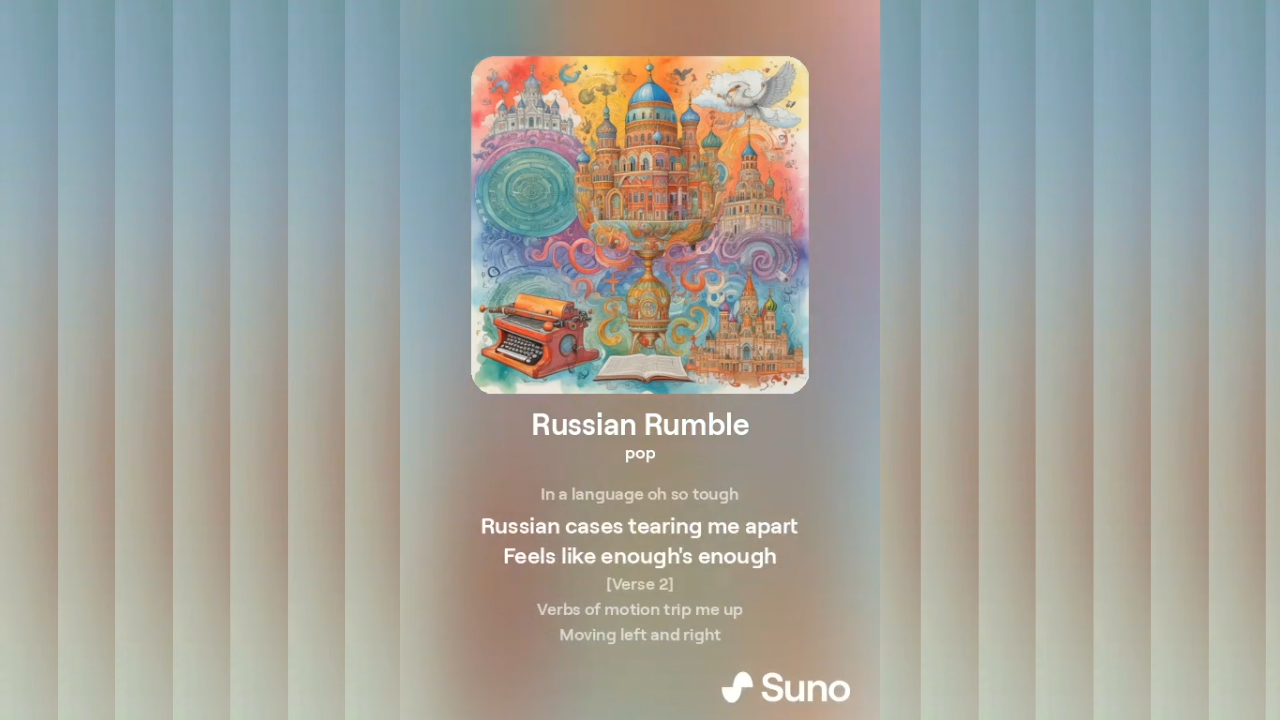 Russian Rumble
pop
In a language oh so tough
Russian cases tearing me apart
Feels like enough's enough
[Verse 2]
Verbs of motion trip me up
Moving left and right
Suno